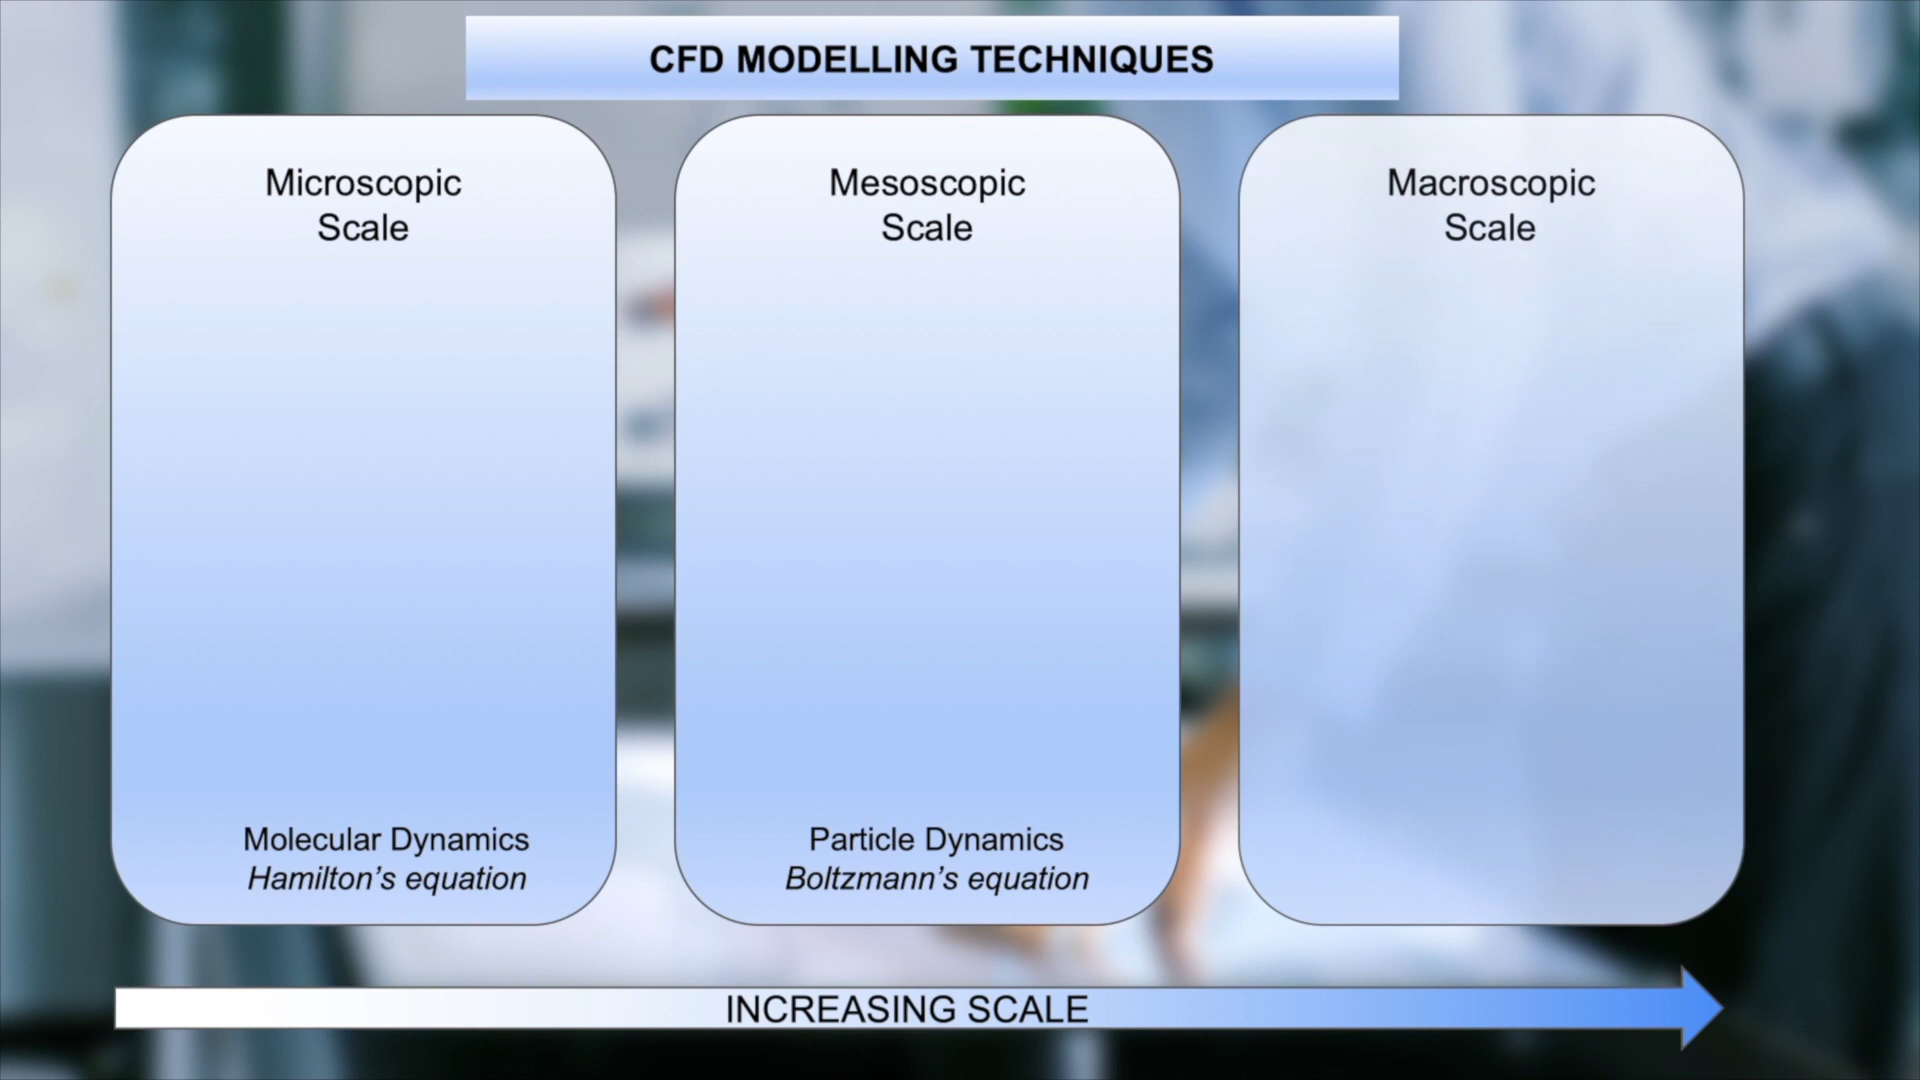 CFD MODELLING TECHNIQUES
Microscopic
Scale
Molecular Dynamics
Hamilton’s equation
Mesoscopic
Scale
Particle Dynamics
Boltzmann’s equation
Macroscopic
Scale
INCREASING SCALE